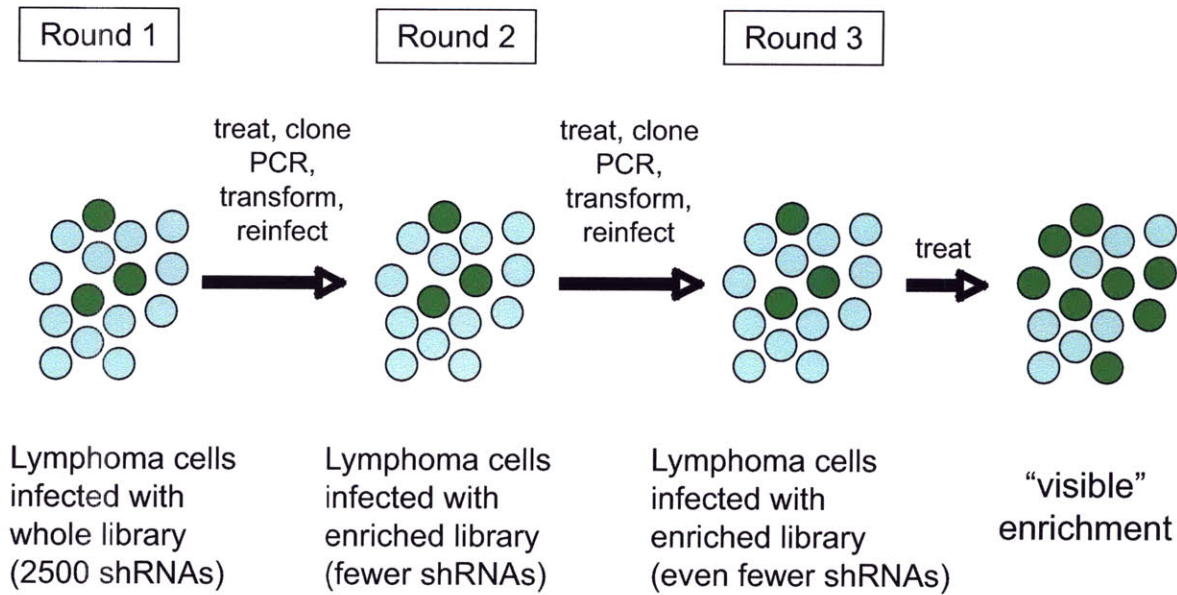 Round 1
Round 2
Round 3
treat, clone
PCR,
transform,
reinfect
treat, clone
PCR,
transform,
reinfect
treat
Lymphoma cells
infected with
whole library
(2500 shRNAs)
Lymphoma cells
infected with
enriched library
(fewer shRNAs)
Lymphoma cells
infected with
enriched library
(even fewer shRNAs)
“visible”
enrichment